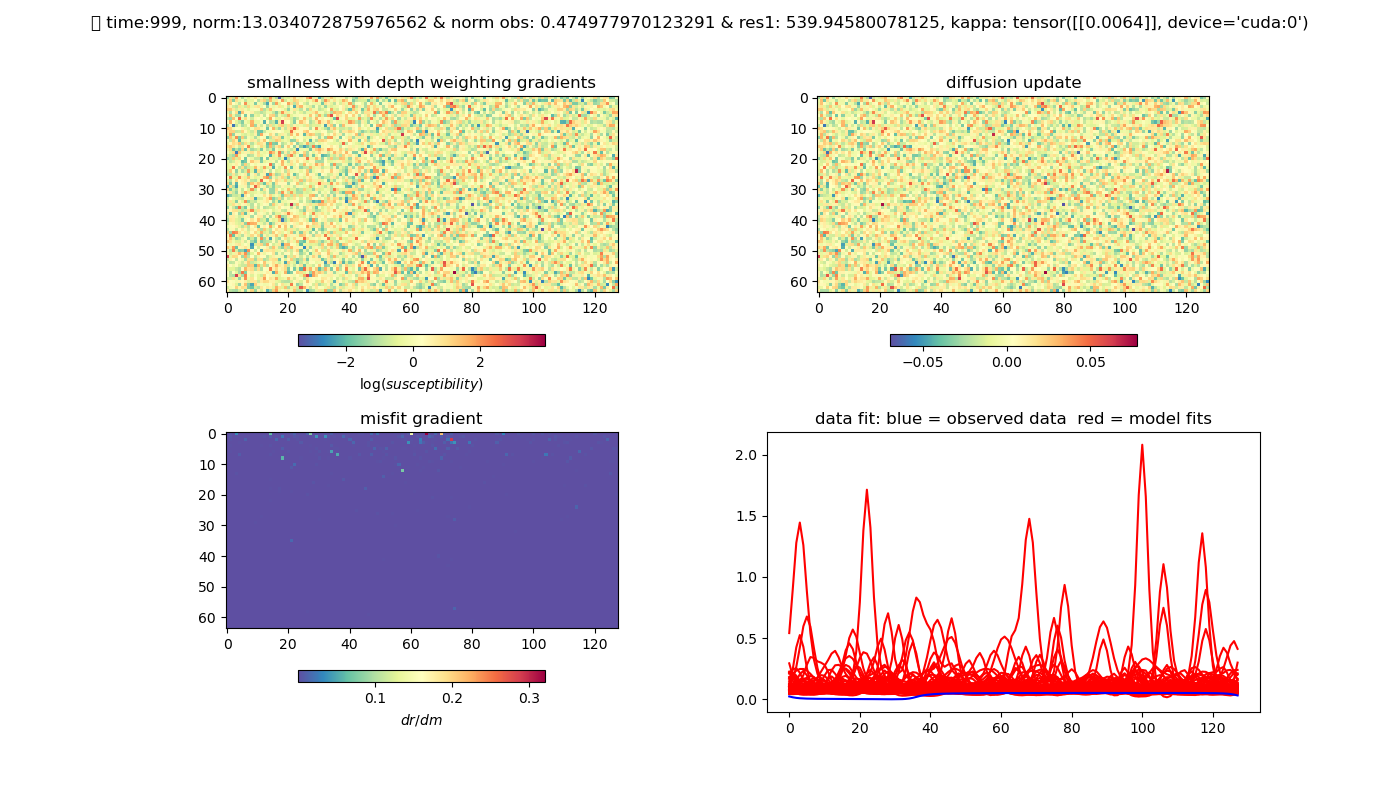 time:999, norm:13.034072875976562 & norm obs: 0.474977970123291 & res1: 539.94580078125, kappa: tensor([[0.0064]], device='cuda:0')
smallness with depth weighting gradients
0
10
20
30
40
50
60
0 20 40 60 80 100 120
−2 0 2
log(susceptibility)
diffusion update
0
10
20
30
40
50
60
0 20 40 60 80 100 120
−0.05 0.00 0.05
misfit gradient
0
10
20
30
40
50
60
0 20 40 60 80 100 120
0.1 0.2 0.3
dr/dm
data fit: blue = observed data  red = model fits
2.0
1.5
1.0
0.5
0.0
0 20 40 60 80 100 120